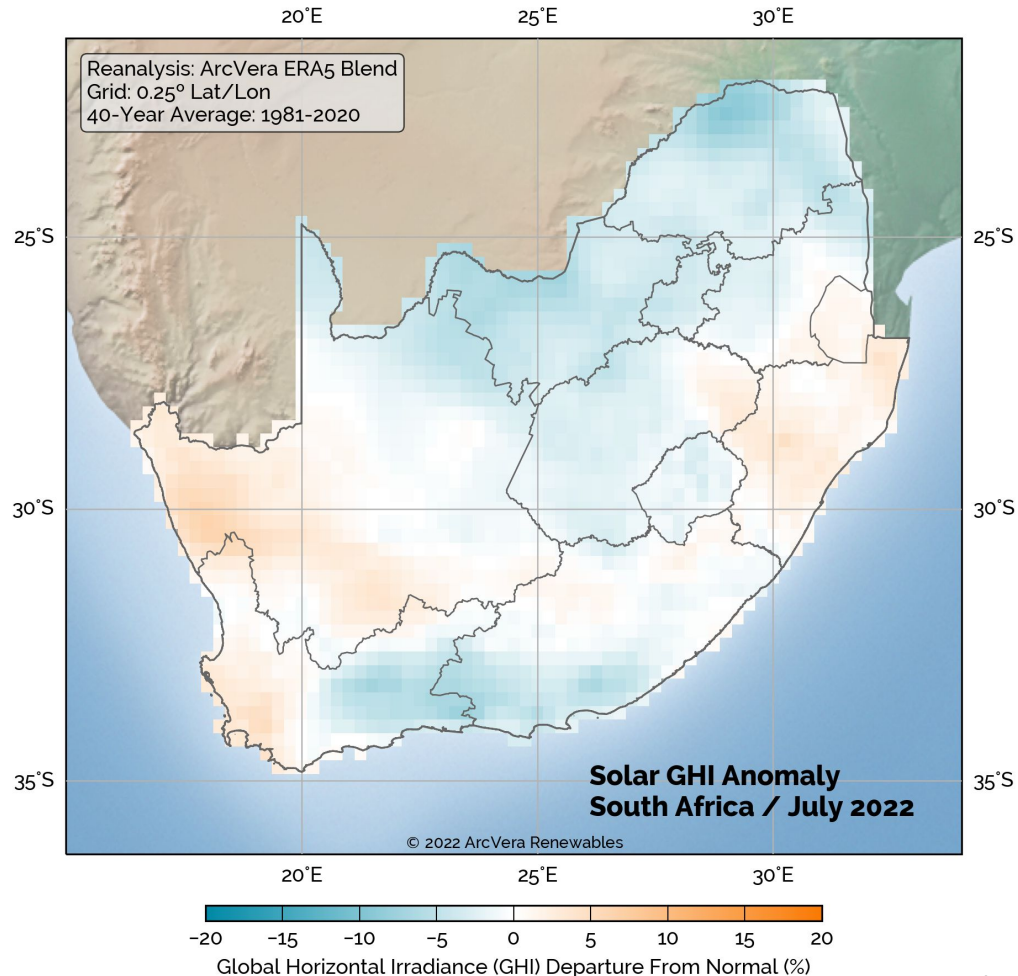 20°E 25°E 30°E
Reanalysis: ArcVera ERA5 Blend
Grid: 0.25º Lat/Lon
40-Year Average: 1981-2020
25°S 25°S
30°S 30°S
Solar GHI Anomaly
35°S 35°S
South Africa / July 2022
© 2022 ArcVera Renewables
20°E 25°E 30°E
−20 −15 −10 −5 0 5 10 15 20
Global Horizontal Irradiance (GHI) Departure From Normal (%)